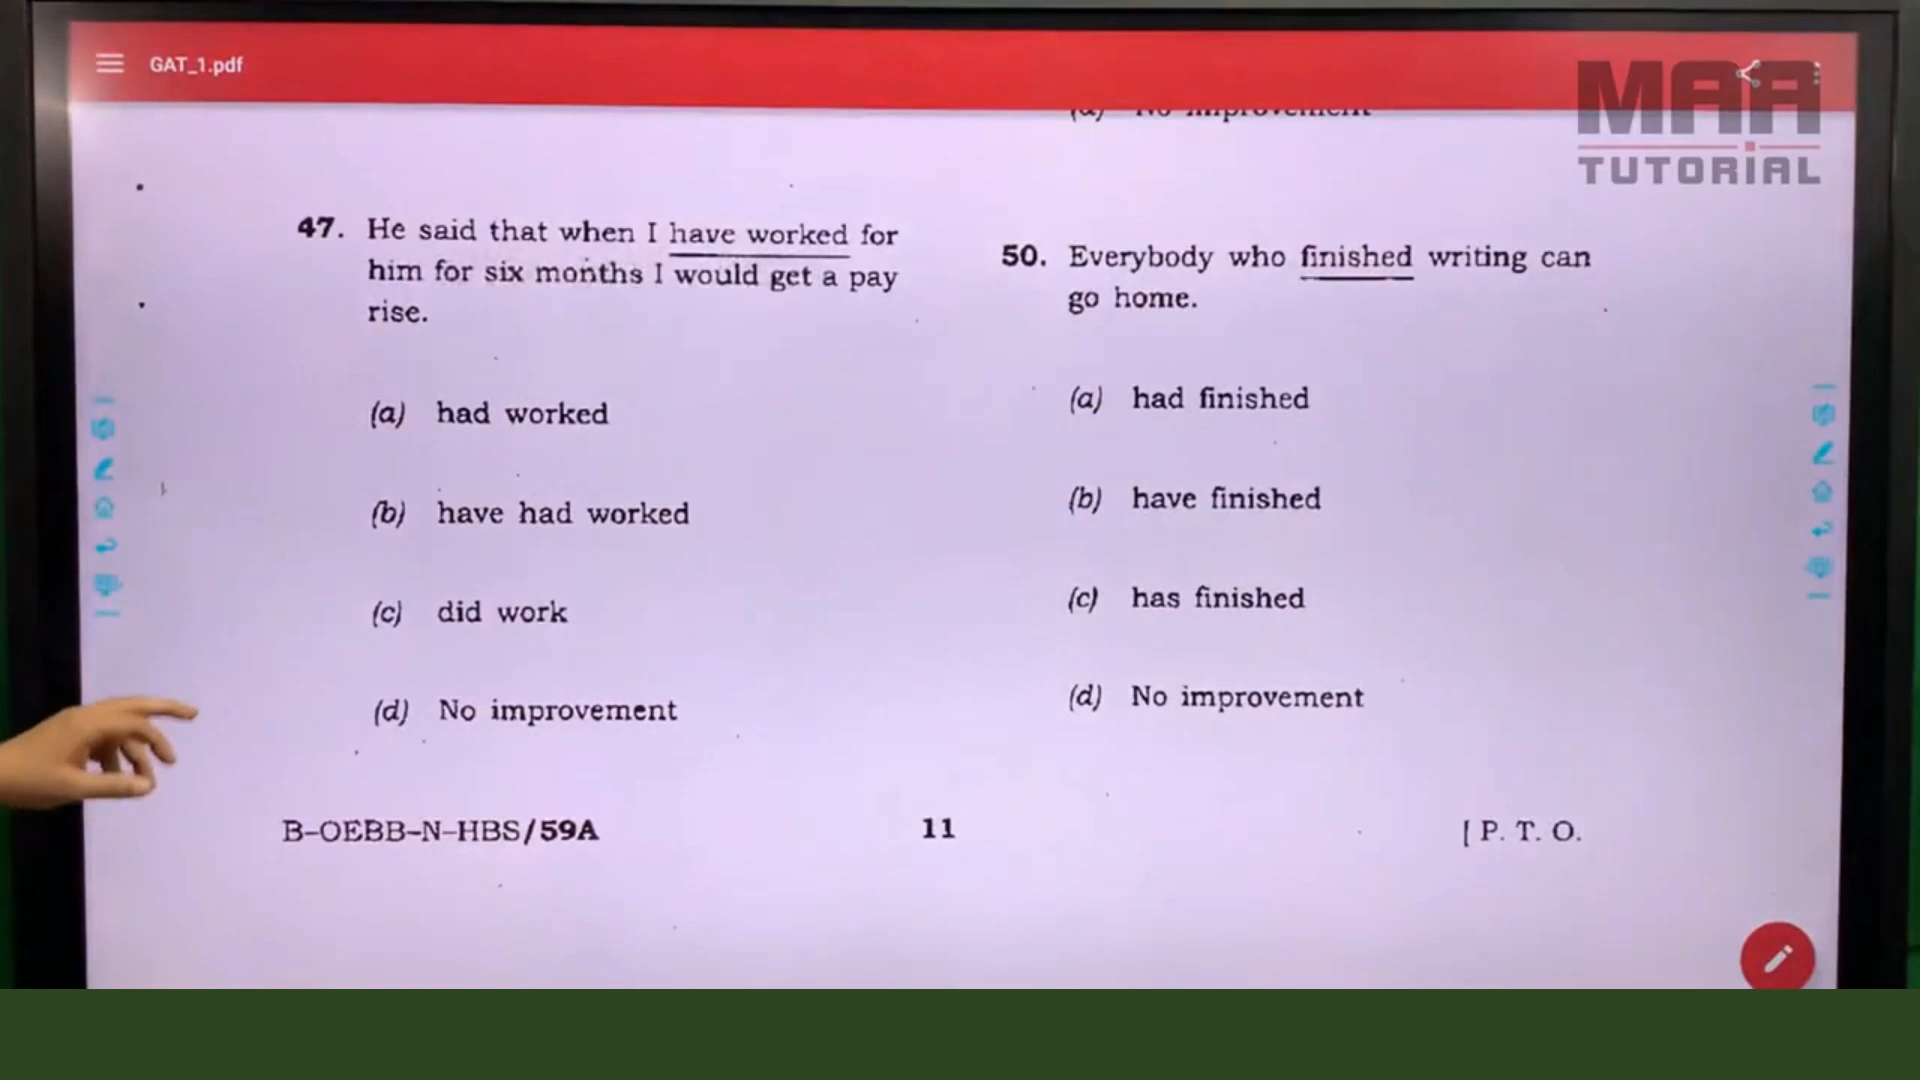 GAT_1.pdf
MAA
TUTORIAL
(d) No improvement
47. He said that when I have worked for
him for six months I would get a pay
rise.
(a) had worked
(b) have had worked
(c) did work
(d) No improvement
50. Everybody who finished writing can
go home.
(a) had finished
(b) have finished
(c) has finished
(d) No improvement
B–OEBB–N–HBS/59A
11
[ P. T. O.